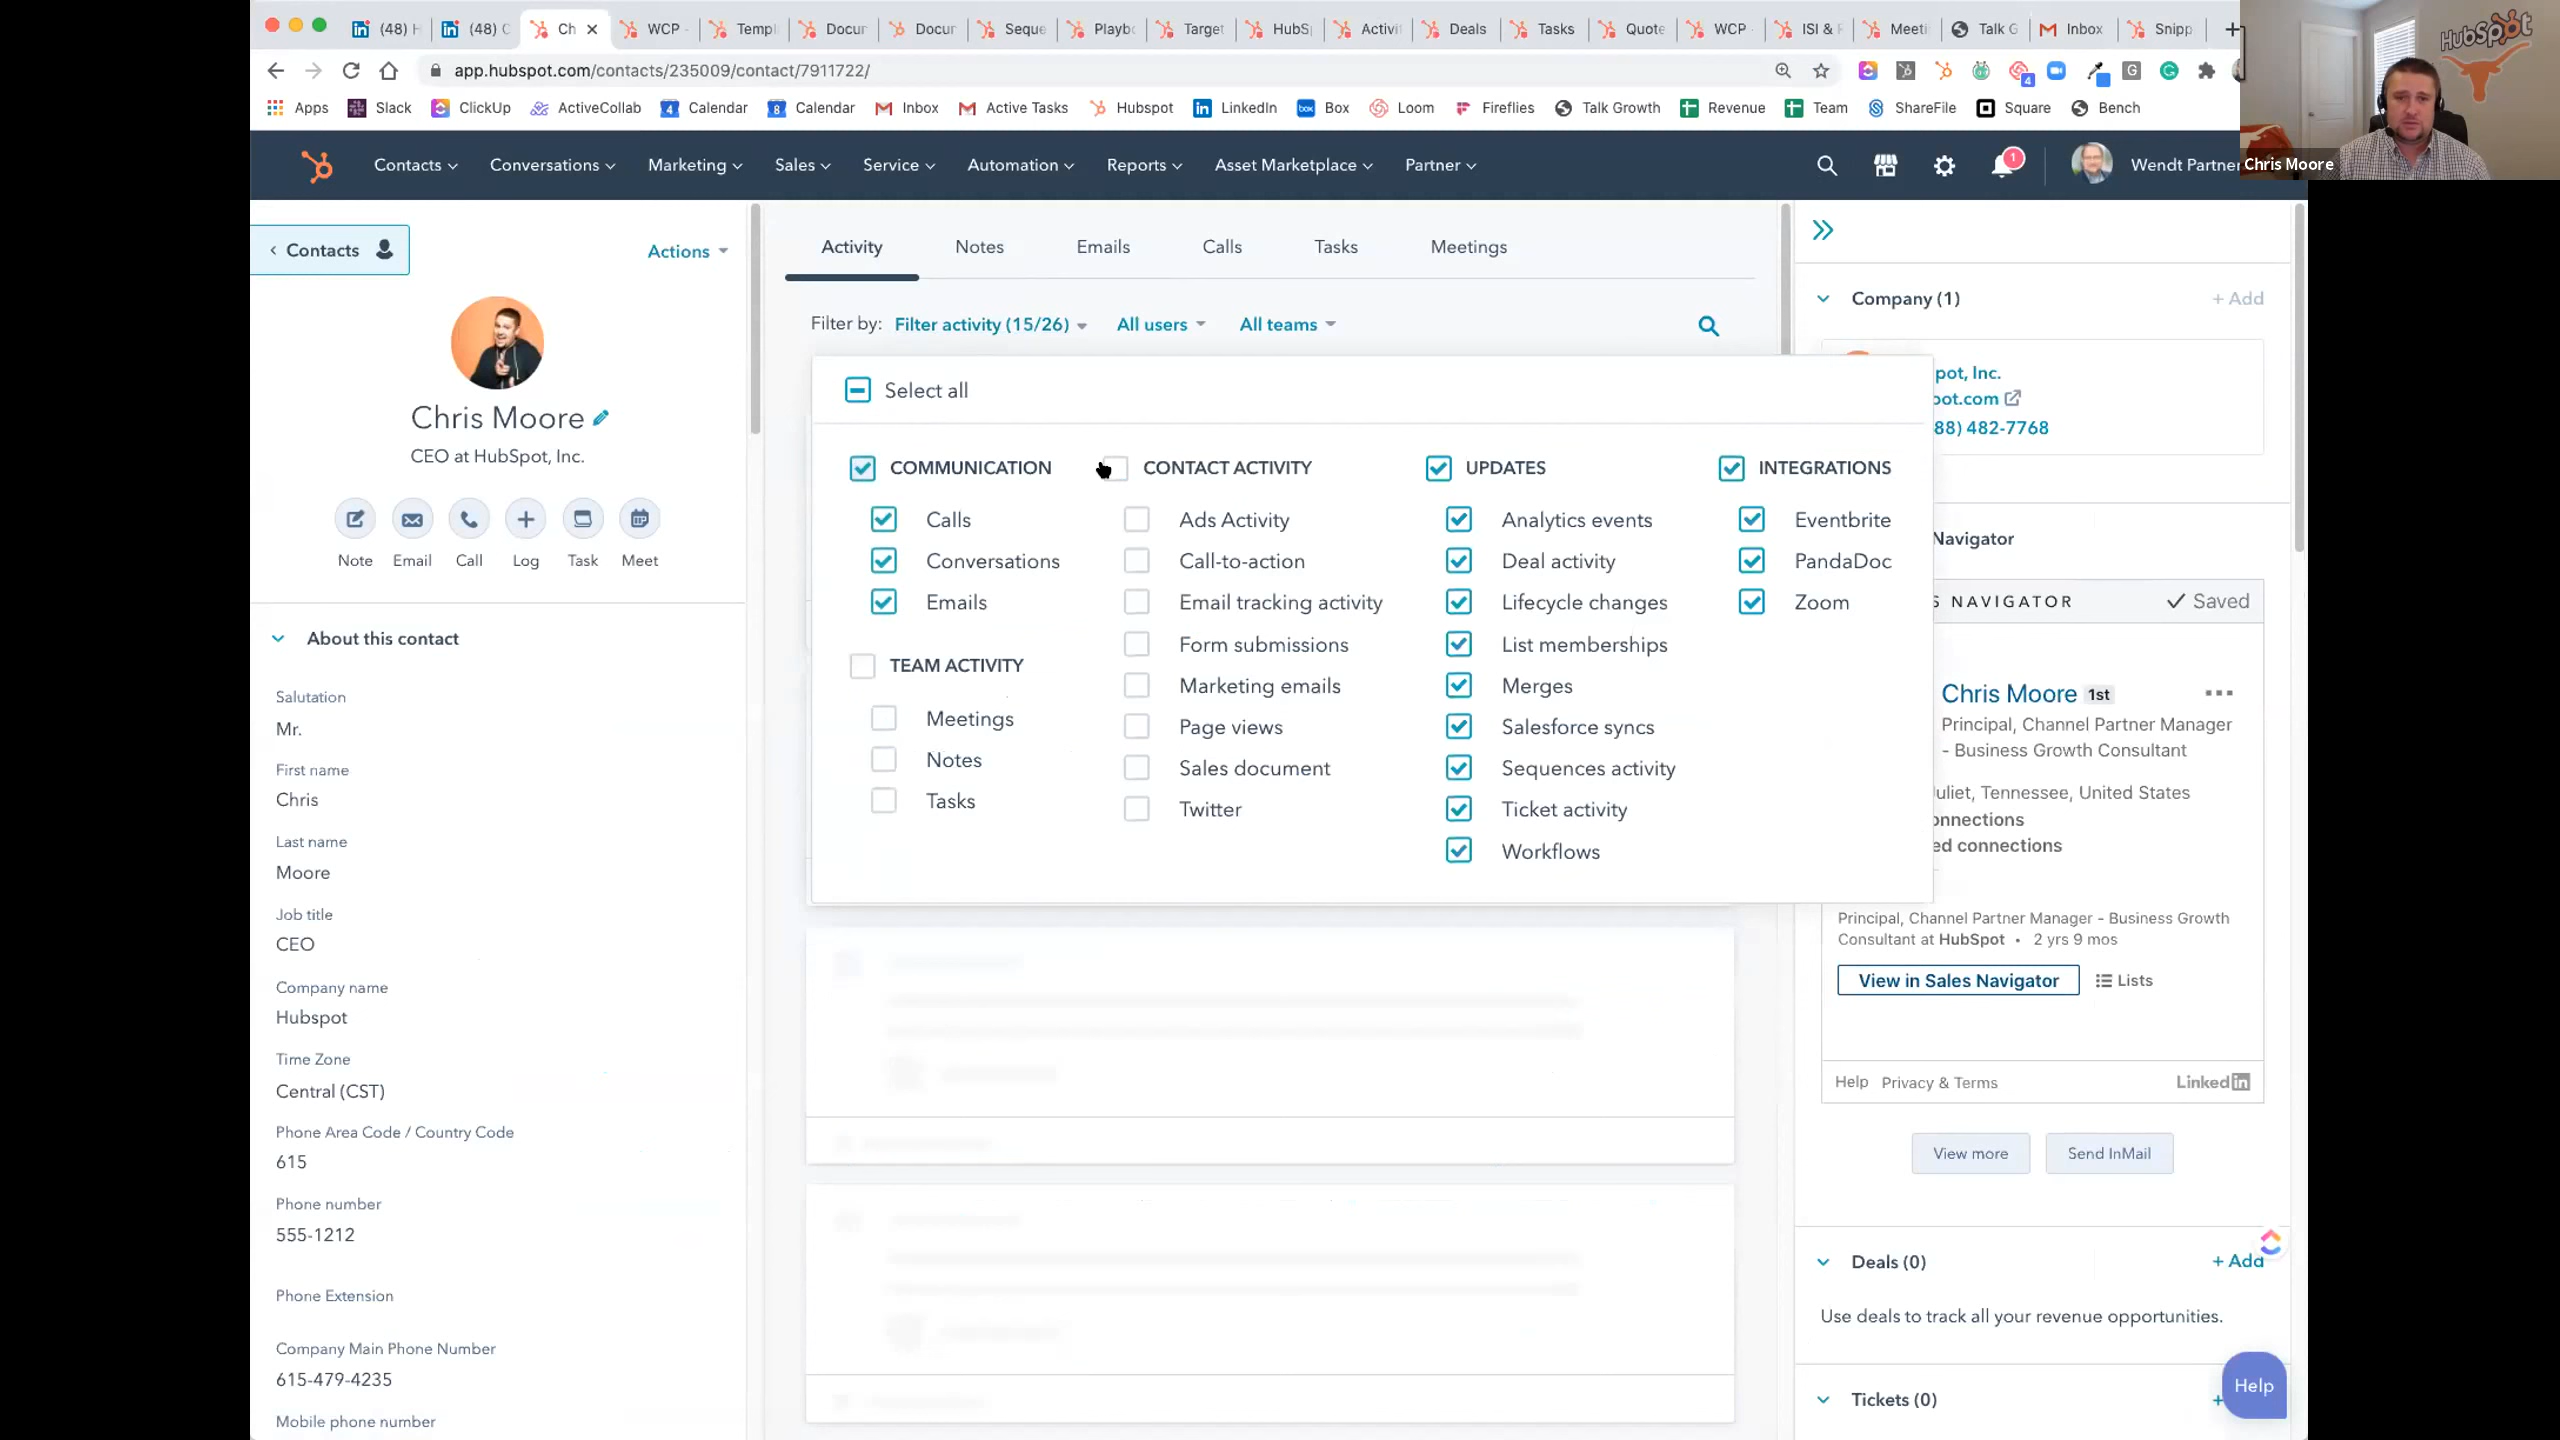 (48) H
(48) C
Ch
WCP -
Templ
Docun
Docun
Seque
Playbo
Target
HubSp
Activit
Deals
Tasks
Quote
WCP -
ISI & R
Meetin
Talk G
Inbox
Snipp
HubSpot
app.hubspot.com/contacts/235009/contact/7911722/
4
Apps
Slack
ClickUp
ActiveCollab
Calendar
Calendar
Inbox
Active Tasks
Hubspot
LinkedIn
Box
Loom
Fireflies
Talk Growth
Revenue
Team
ShareFile
Square
Bench
Contacts
Conversations
Marketing
Sales
Service
Automation
Reports
Asset Marketplace
Partner
1
Wendt Partner
Chris Moore
Contacts
Actions
Chris Moore
CEO at HubSpot, Inc.
Note
Email
Call
Log
Task
Meet
About this contact
Salutation
Mr.
First name
Chris
Last name
Moore
Job title
CEO
Company name
Hubspot
Time Zone
Central (CST)
Phone Area Code / Country Code
615
Phone number
555-1212
Phone Extension
Company Main Phone Number
615-479-4235
Mobile phone number
Activity
Notes
Emails
Calls
Tasks
Meetings
Filter by:
Filter activity (15/26)
All users
All teams
Select all
COMMUNICATION
Calls
Conversations
Emails
TEAM ACTIVITY
Meetings
Notes
Tasks
CONTACT ACTIVITY
Ads Activity
Call-to-action
Email tracking activity
Form submissions
Marketing emails
Page views
Sales document
Twitter
UPDATES
Analytics events
Deal activity
Lifecycle changes
List memberships
Merges
Salesforce syncs
Sequences activity
Ticket activity
Workflows
INTEGRATIONS
Eventbrite
PandaDoc
Zoom
Company (1)
+ Add
pot, Inc.
pot.com
88) 482-7768
Navigator
S NAVIGATOR
Saved
Chris Moore 1st
Principal, Channel Partner Manager
- Business Growth Consultant
uliet, Tennessee, United States
onnections
ed connections
Principal, Channel Partner Manager - Business Growth
Consultant at HubSpot • 2 yrs 9 mos
View in Sales Navigator
Lists
Help
Privacy & Terms
LinkedIn
View more
Send InMail
Deals (0)
+ Add
Use deals to track all your revenue opportunities.
Help
Tickets (0)
+